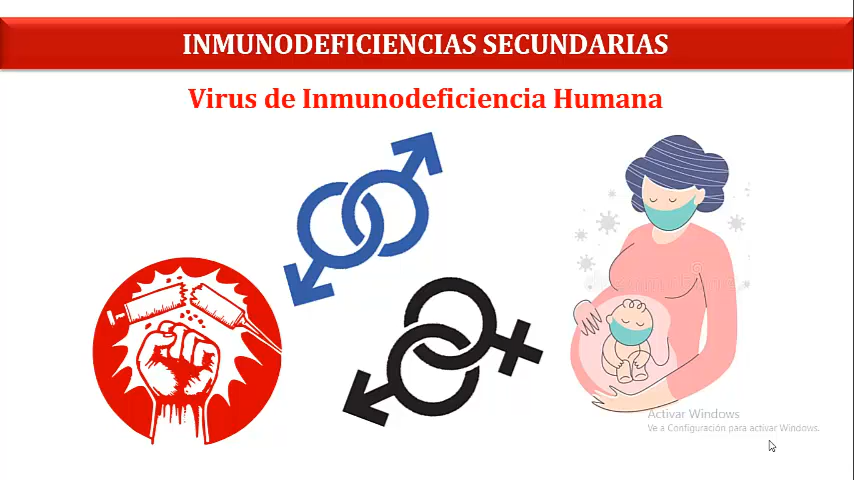 INMUNODEFICIENCIAS SECUNDARIAS
Virus de Inmunodeficiencia Humana
Activar Windows
Ve a Configuración para activar Windows.